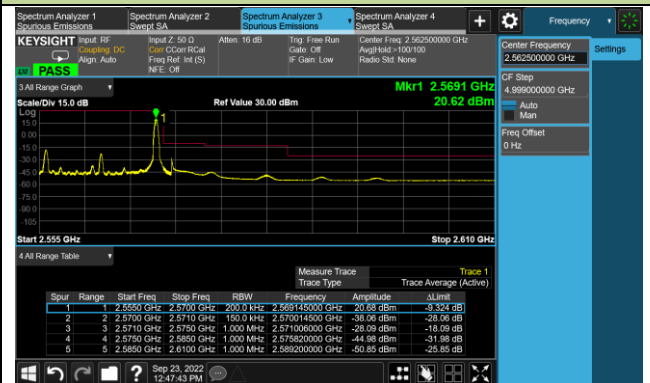 Spectrum Analyzer 1
Spurious Emissions
Spectrum Analyzer 2
Swept SA
Spectrum Analyzer 3
Spurious Emissions
Spectrum Analyzer 4
Swept SA
Frequency
KEYSIGHT
Input: RF
Coupling: DC
Align: Auto
Input Z: 50 Ω
Corr CCorr RCal
Freq Ref: Int (S)
NFE: Off
Atten: 16 dB
Trig: Free Run
Gate: Off
IF Gain: Low
Center Freq: 2.562500000 GHz
Avg|Hold:>100/100
Radio Std: None
PASS
Center Frequency
2.562500000 GHz
Settings
CF Step
4.999000000 GHz
Auto
Man
Freq Offset
0 Hz
3 All Range Graph
Mkr1 2.5691 GHz
20.62 dBm
Scale/Div 15.0 dB
Ref Value 30.00 dBm
Log
15.0
0.00
-15.0
-30.0
-45.0
-60.0
-75.0
-90.0
-105
1
Start 2.555 GHz
Stop 2.610 GHz
4 All Range Table
Measure Trace Trace 1
Trace Type Trace Average (Active)
Spur Range Start Freq Stop Freq RBW Frequency Amplitude ΔLimit
1 1 2.5550 GHz 2.5700 GHz 200.0 kHz 2.569145000 GHz 20.68 dBm -9.324 dB
2 2 2.5700 GHz 2.5710 GHz 150.0 kHz 2.570014500 GHz -38.06 dBm -28.06 dB
3 3 2.5710 GHz 2.5750 GHz 1.000 MHz 2.571006000 GHz -28.09 dBm -18.09 dB
4 4 2.5750 GHz 2.5850 GHz 1.000 MHz 2.575820000 GHz -44.98 dBm -31.98 dB
5 5 2.5850 GHz 2.6100 GHz 1.000 MHz 2.589200000 GHz -50.85 dBm -25.85 dB
Sep 23, 2022
12:47:43 PM